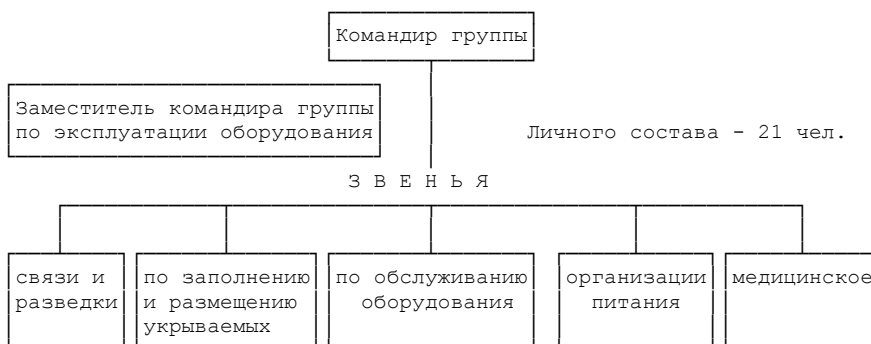 Командир группы
Заместитель командира группы
по эксплуатации оборудования
Личного состава - 21 чел.
З В Е Н Ь Я
связи и
разведки
по заполнению
и размещению
укрываемых
по обслуживанию
оборудования
организации
питания
медицинское